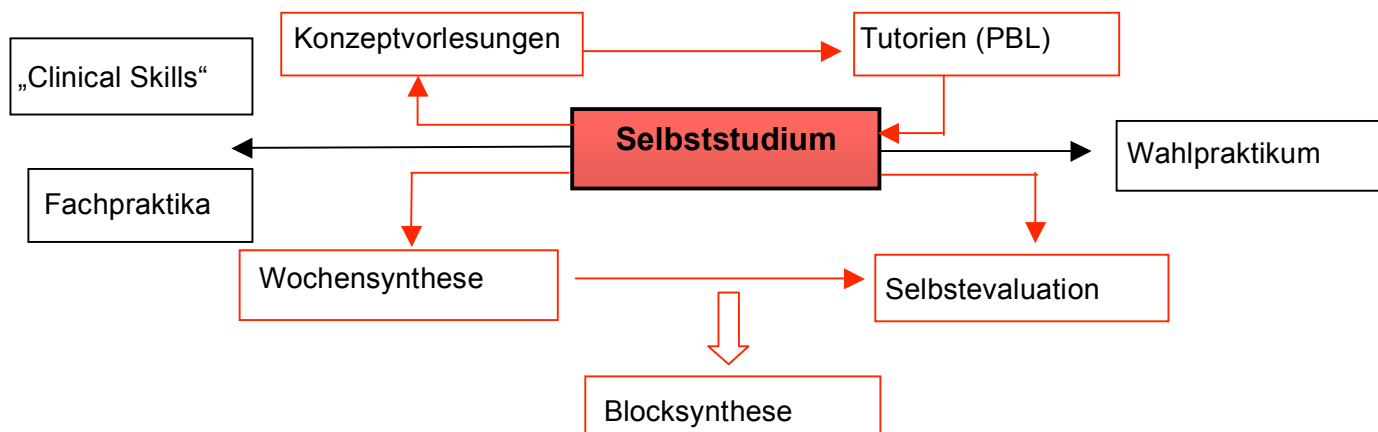 Konzeptvorlesungen
Tutorien (PBL)
„Clinical Skills“
Selbststudium
Wahlpraktikum
Fachpraktika
Wochensynthese
Selbstevaluation
Blocksynthese